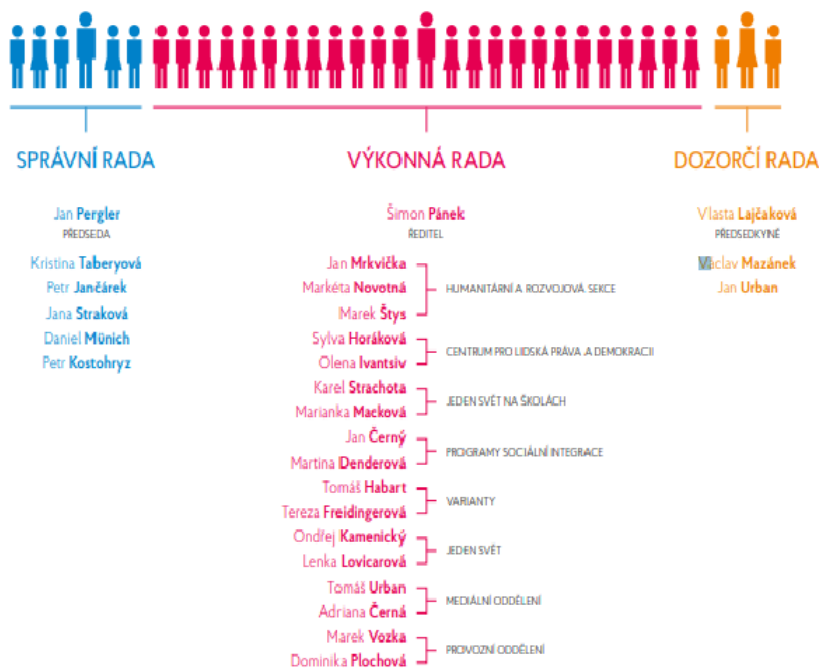 SPRÁVNÍ RADA
Jan Pergler
PŘEDSEDA
Kristina Taberyová
Petr Jančárek
Jana Straková
Daniel Münich
Petr Kostohryz
VÝKONNÁ RADA
Šimon Pánek
ŘEDITEL
Jan Mrkvička
Markéta Novotná
Marek Štys
HUMANITÁRNÍ A ROZVOJOVÁ SEKCE
Sylva Horáková
Olena Ivantsiv
CENTRUM PRO LIDSKÁ PRÁVA A DEMOKRACII
Karel Strachota
Marianka Macková
JEDEN SVĚT NA ŠKOLÁCH
Jan Černý
Martina Denderová
PROGRAMY SOCIÁLNÍ INTEGRACE
Tomáš Habart
Tereza Freidingerová
VARIANTY
Ondřej Kamenický
Lenka Lovicarová
JEDEN SVĚT
Tomáš Urban
Adriana Černá
MEDIÁLNÍ ODDĚLENÍ
Marek Vozka
Dominika Plochová
PROVOZNÍ ODDĚLENÍ
DOZORČÍ RADA
Vlasta Lajčaková
PŘEDSEDKYNĚ
Václav Mazánek
Jan Urban